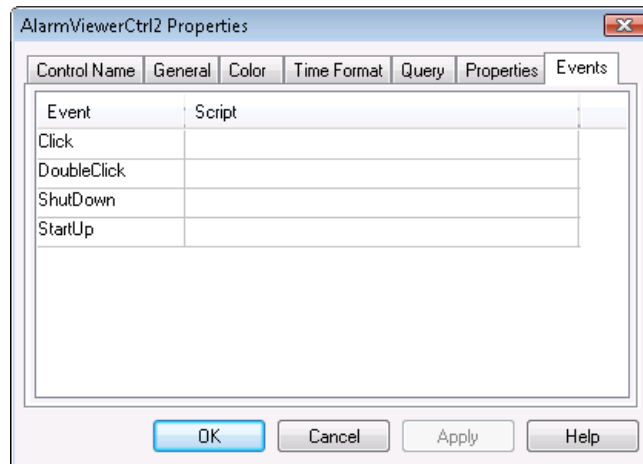 AlarmViewerCtrl2 Properties
Control Name General Color Time Format Query Properties Events
Event Script
Click
DoubleClick
ShutDown
StartUp
OK Cancel Apply Help